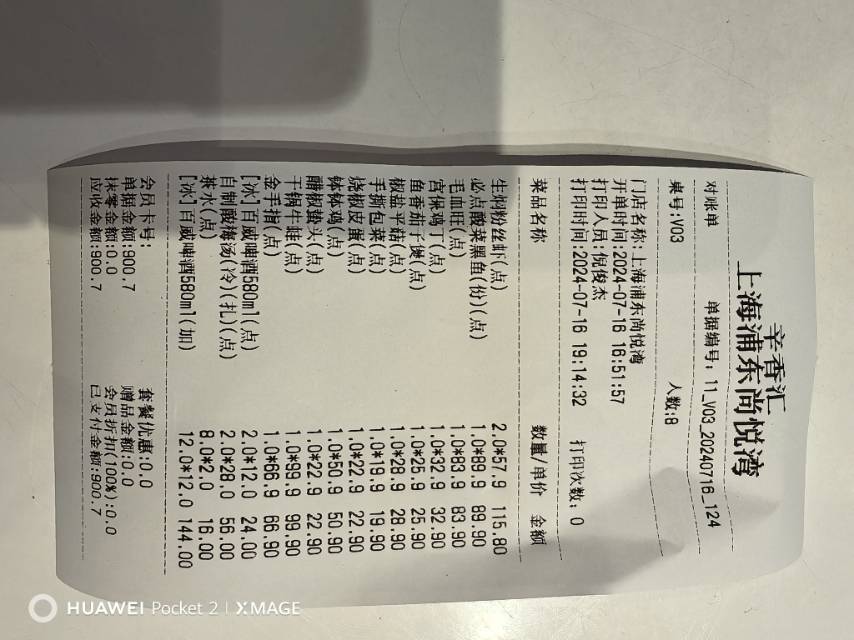 辛香汇
上海浦东尚悦湾
对账单 单据编号: 11_V03_20240716_124
桌号:V03 人数:8
门店名称:上海浦东尚悦湾
开单时间:2024-07-16 16:51:57
打印人员:倪俊杰
打印时间:2024-07-16 19:14:32 打印次数: 0
菜品名称 数量/单价 金额
生焖粉丝虾(点) 2.0*57.9 115.80
必点酸菜黑鱼(份)(点) 1.0*89.9 89.90
毛血旺(点) 1.0*83.9 83.90
宫保鸡丁(点) 1.0*32.9 32.90
鱼香茄子煲(点) 1.0*25.9 25.90
椒盐平菇(点) 1.0*28.9 28.90
手撕包菜(点) 1.0*19.9 19.90
烧椒皮蛋(点) 1.0*22.9 22.90
钵钵鸡(点) 1.0*50.9 50.90
醋椒蛰头(点) 1.0*22.9 22.90
干锅牛蛙(点) 1.0*99.9 99.90
金手指(点) 1.0*66.9 66.90
[冰]百威啤酒580ml(点) 2.0*12.0 24.00
自制酸梅汤(冷)(扎)(点) 2.0*28.0 56.00
茶水(点) 8.0*2.0 16.00
[冰]百威啤酒580ml(加) 12.0*12.0 144.00
会员卡号: 套餐优惠:0.0
单据金额:900.7 赠品金额:0.0
抹零金额:0.0 会员折扣(100%):0.0
应收金额:900.7 已支付金额:900.7
HUAWEI Pocket 2 | XMAGE